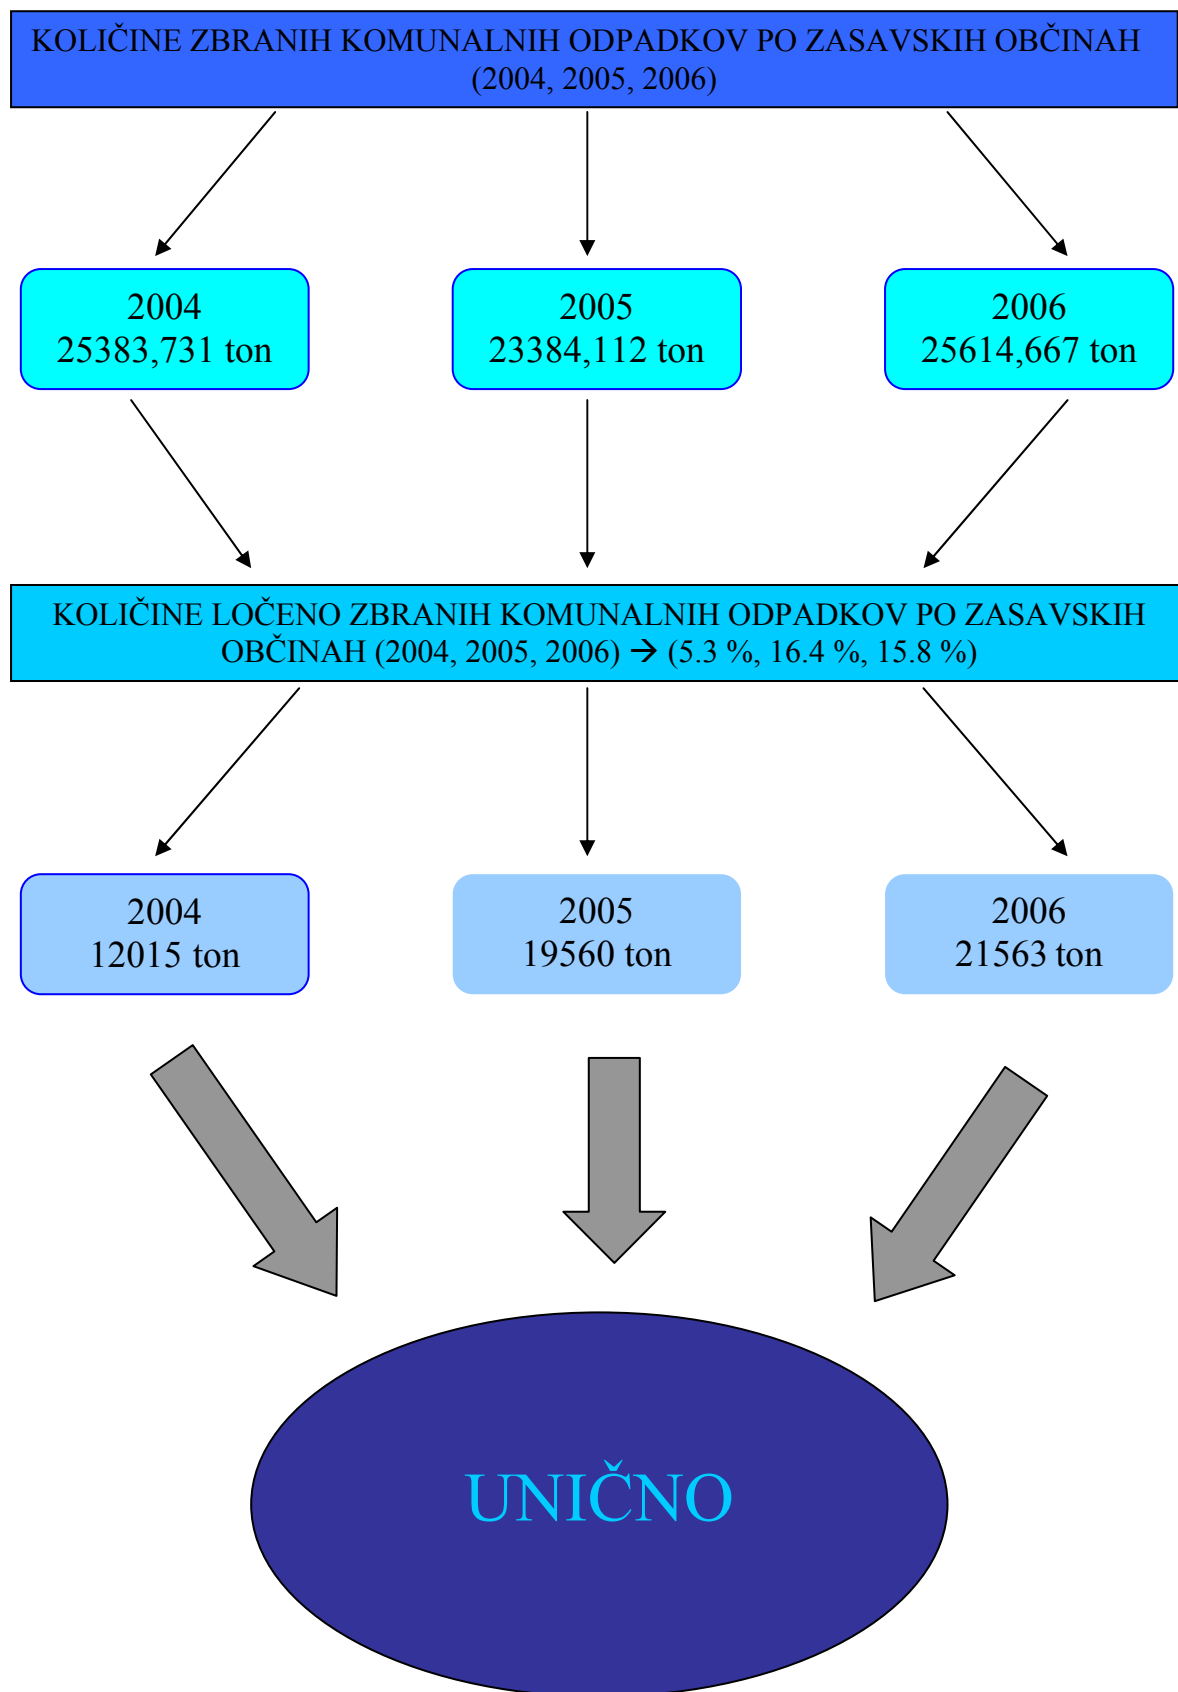 KOLIČINE ZBRANIH KOMUNALNIH ODPADKOV PO ZASAVSKIH OBČINAH
(2004, 2005, 2006)
2004
25383,731 ton
2005
23384,112 ton
2006
25614,667 ton
KOLIČINE LOČENO ZBRANIH KOMUNALNIH ODPADKOV PO ZASAVSKIH
OBČINAH (2004, 2005, 2006) → (5.3 %, 16.4 %, 15.8 %)
2004
12015 ton
2005
19560 ton
2006
21563 ton
UNIČNO